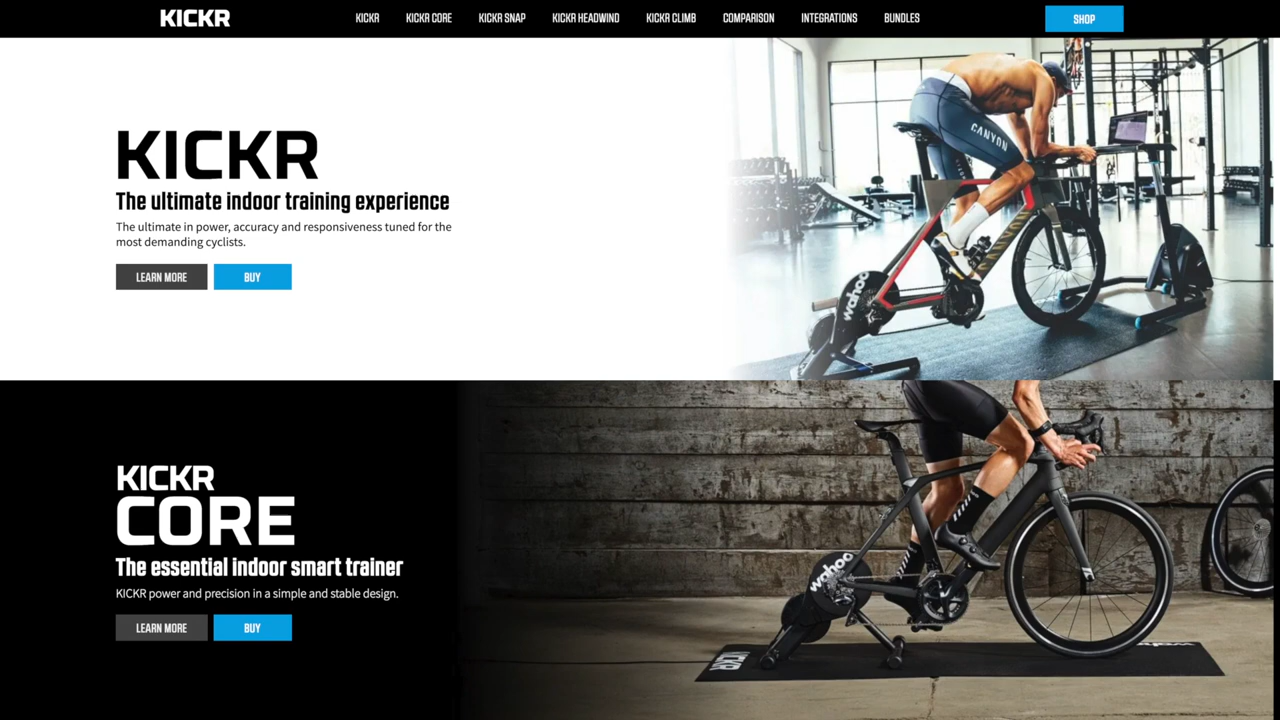 KICKR
KICKR KICKR CORE KICKR SNAP KICKR HEADWIND KICKR CLIMB COMPARISON INTEGRATIONS BUNDLES
SHOP
KICKR
The ultimate indoor training experience
The ultimate in power, accuracy and responsiveness tuned for the
most demanding cyclists.
LEARN MORE BUY
CANYON
CANYON
wahoo
KICKR
CORE
The essential indoor smart trainer
KICKR power and precision in a simple and stable design.
LEARN MORE BUY
wahoo
KICKR
wahoo